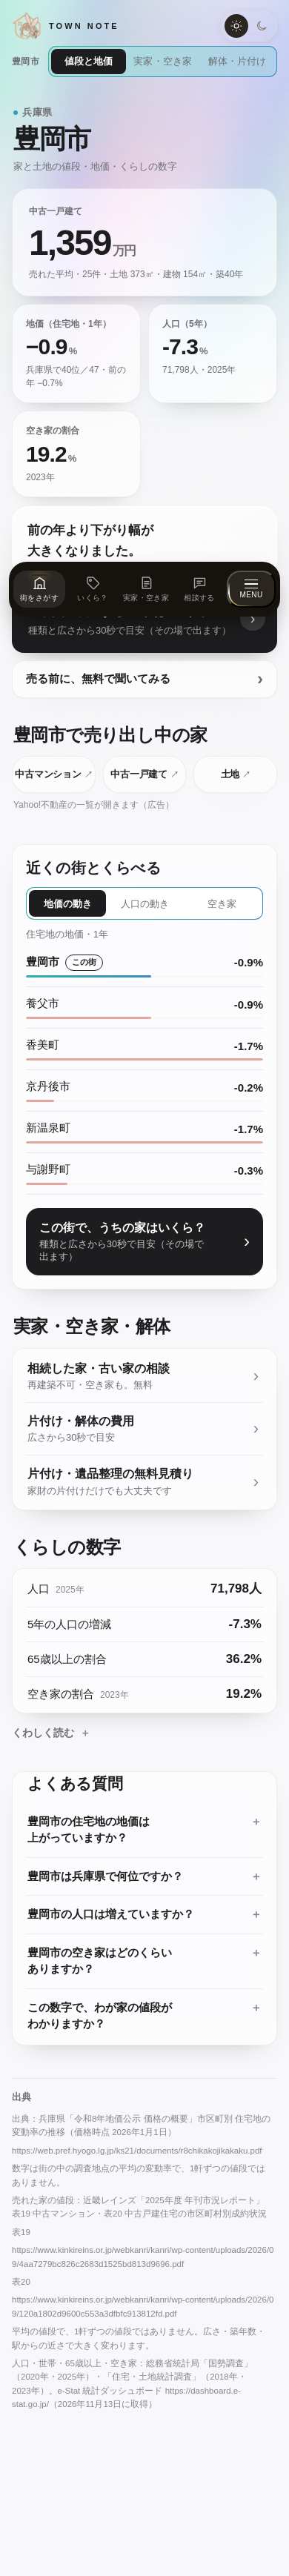 TOWN NOTE
豊岡市
値段と地価
実家・空き家
解体・片付け
兵庫県
豊岡市
家と土地の値段・地価・くらしの数字
中古一戸建て
1,359万円
売れた平均・25件・土地 373㎡・建物 154㎡・築40年
地価（住宅地・1年）
−0.9%
兵庫県で40位／47・前の
年 −0.7%
人口（5年）
-7.3%
71,798人・2025年
空き家の割合
19.2%
2023年
前の年より下がり幅が
大きくなりました。
街をさがす
いくら？
実家・空き家
相談する
MENU
種類と広さから30秒で目安（その場で出ます）
売る前に、無料で聞いてみる
豊岡市で売り出し中の家
中古マンション ↗
中古一戸建て ↗
土地 ↗
Yahoo!不動産の一覧が開きます（広告）
近くの街とくらべる
地価の動き
人口の動き
空き家
住宅地の地価・1年
豊岡市 この街 -0.9%
養父市 -0.9%
香美町 -1.7%
京丹後市 -0.2%
新温泉町 -1.7%
与謝野町 -0.3%
この街で、うちの家はいくら？
種類と広さから30秒で目安（その場で
出ます）
実家・空き家・解体
相続した家・古い家の相談
再建築不可・空き家も。無料
片付け・解体の費用
広さから30秒で目安
片付け・遺品整理の無料見積り
家財の片付けだけでも大丈夫です
くらしの数字
人口 2025年 71,798人
5年の人口の増減 -7.3%
65歳以上の割合 36.2%
空き家の割合 2023年 19.2%
くわしく読む +
よくある質問
豊岡市の住宅地の地価は
上がっていますか？
豊岡市は兵庫県で何位ですか？
豊岡市の人口は増えていますか？
豊岡市の空き家はどのくらい
ありますか？
この数字で、わが家の値段が
わかりますか？
出典
出典：兵庫県「令和8年地価公示 価格の概要」市区町別 住宅地の
変動率の推移（価格時点 2026年1月1日）
https://web.pref.hyogo.lg.jp/ks21/documents/r8chikakojikakaku.pdf
数字は街の中の調査地点の平均の変動率で、1軒ずつの値段では
ありません。
売れた家の値段：近畿レインズ「2025年度 年刊市況レポート」
表19 中古マンション・表20 中古戸建住宅の市区町村別成約状況
表19
https://www.kinkireins.or.jp/webkanri/kanri/wp-content/uploads/2026/0
9/4aa7279bc826c2683d1525bd813d9696.pdf
表20
https://www.kinkireins.or.jp/webkanri/kanri/wp-content/uploads/2026/0
9/120a1802d9600c553a3dfbfc913812fd.pdf
平均の値段で、1軒ずつの値段ではありません。広さ・築年数・
駅からの近さで大きく変わります。
人口・世帯・65歳以上・空き家：総務省統計局「国勢調査」
（2020年・2025年）・「住宅・土地統計調査」（2018年・
2023年）。e-Stat 統計ダッシュボード https://dashboard.e-
stat.go.jp/（2026年11月13日に取得）